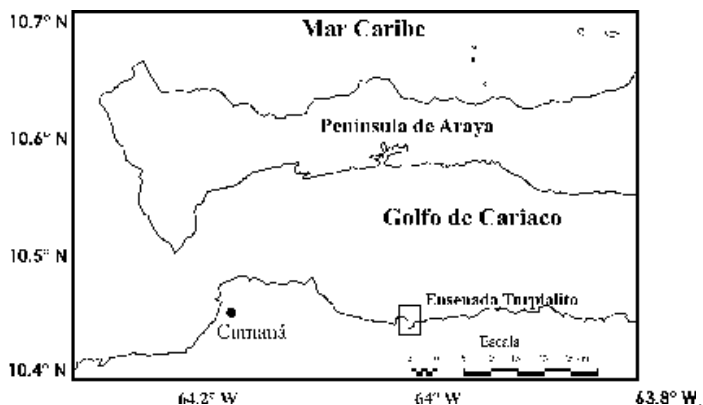 10.7° N
Mar Caribe
Península de Araya
10.6° N
Golfo de Cariaco
10.5° N
Ensenada Turpialito
Cumaná
Escala
10.4° N
64.2° W
64° W
63.8° W